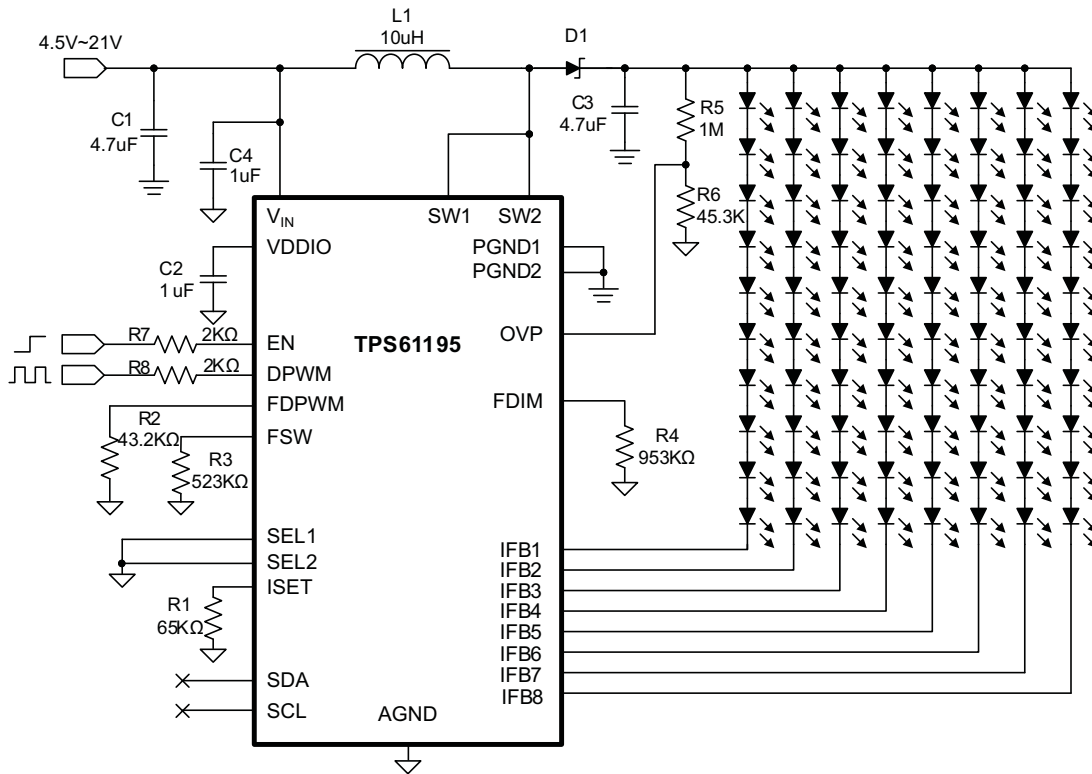 4.5V~21V
L1
10uH
D1
C1
4.7uF
C4
1uF
C3
4.7uF
R5
1M
R6
45.3K
VIN
SW1
SW2
VDDIO
PGND1
PGND2
C2
1uF
R7
2KΩ
EN
TPS61195
OVP
R8
2KΩ
DPWM
FDPWM
FDIM
R2
43.2KΩ
FSW
R3
523KΩ
R4
953KΩ
SEL1
SEL2
ISET
R1
65KΩ
IFB1
IFB2
IFB3
IFB4
IFB5
IFB6
IFB7
IFB8
SDA
SCL
AGND